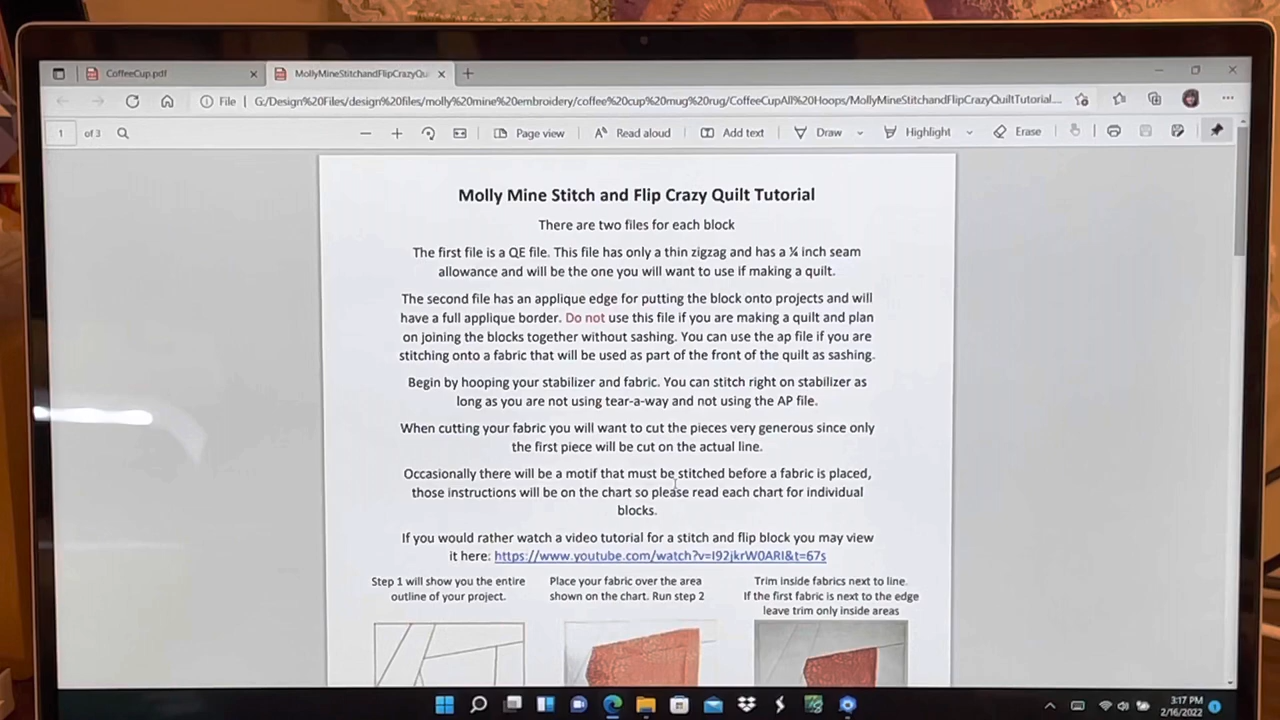 CoffeeCup.pdf
MollyMineStitchandFlipCrazyQu
File
G:/Design%20Files/design%20files/molly%20mine%20embroidery/coffee%20cup%20mug%20rug/CoffeeCupAll%20Hoops/MollyMineStitchandFlipCrazyQuiltTutorial....
1 of 3
Page view
Read aloud
Add text
Draw
Highlight
Erase
Molly Mine Stitch and Flip Crazy Quilt Tutorial
There are two files for each block
The first file is a QE file. This file has only a thin zigzag and has a ¼ inch seam
allowance and will be the one you will want to use if making a quilt.
The second file has an applique edge for putting the block onto projects and will
have a full applique border. Do not use this file if you are making a quilt and plan
on joining the blocks together without sashing. You can use the ap file if you are
stitching onto a fabric that will be used as part of the front of the quilt as sashing.
Begin by hooping your stabilizer and fabric. You can stitch right on stabilizer as
long as you are not using tear-a-way and not using the AP file.
When cutting your fabric you will want to cut the pieces very generous since only
the first piece will be cut on the actual line.
Occasionally there will be a motif that must be stitched before a fabric is placed,
those instructions will be on the chart so please read each chart for individual
blocks.
If you would rather watch a video tutorial for a stitch and flip block you may view
it here: https://www.youtube.com/watch?v=I92jkrW0ARI&t=67s
Step 1 will show you the entire
outline of your project.
Place your fabric over the area
shown on the chart. Run step 2
Trim inside fabrics next to line.
If the first fabric is next to the edge
leave trim only inside areas
3:17 PM
2/16/2022